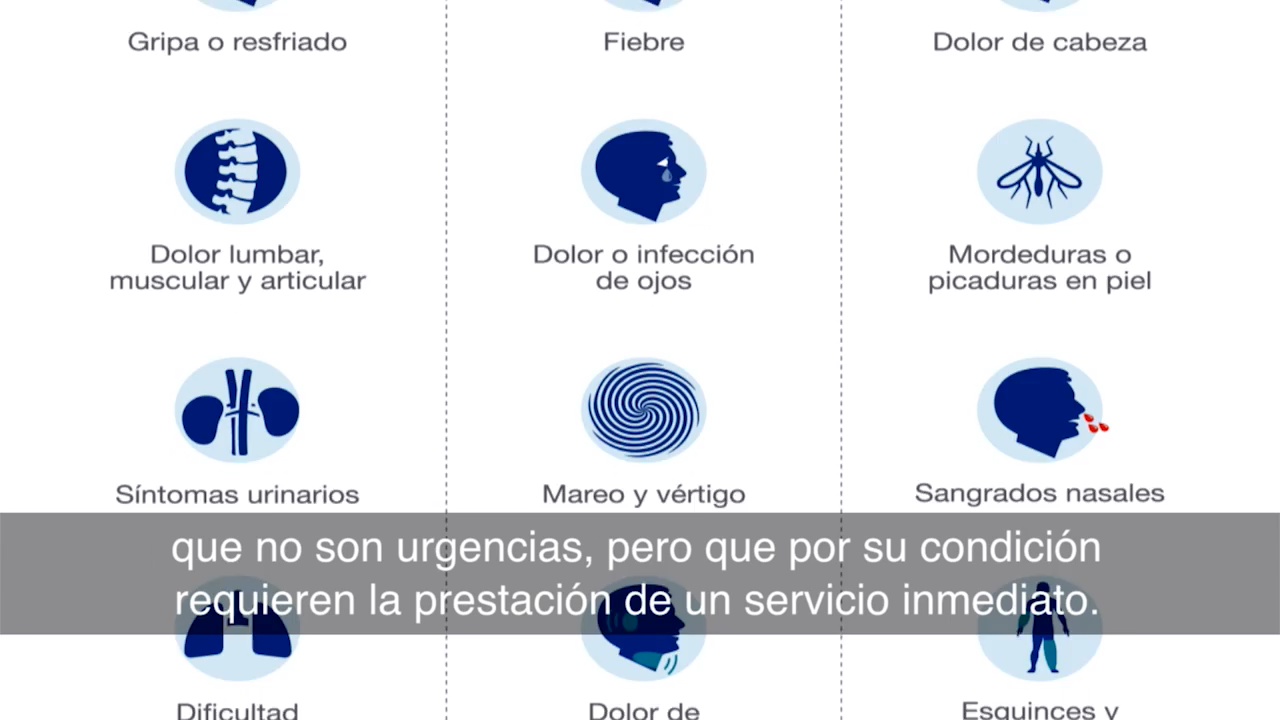 Gripa o resfriado
Fiebre
Dolor de cabeza
Dolor lumbar,
muscular y articular
Dolor o infección
de ojos
Mordeduras o
picaduras en piel
Síntomas urinarios
Mareo y vértigo
Sangrados nasales
que no son urgencias, pero que por su condición
requieren la prestación de un servicio inmediato.
Dificultad
Dolor de
Esguinces y